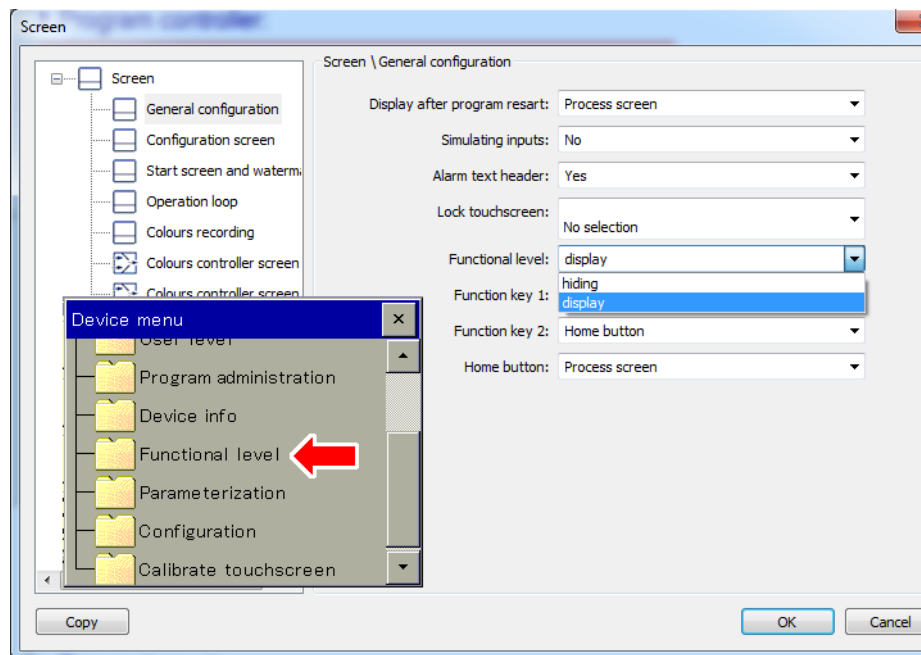 Program controller:
Screen
Screen \ General configuration
Screen
General configuration
Configuration screen
Start screen and waterm
Operation loop
Colours recording
Colours controller screen
Colours controller screen
Display after program resart: Process screen
Simulating inputs: No
Alarm text header: Yes
Lock touchscreen: No selection
Functional level: display
hiding
display
Function key 1:
Function key 2: Home button
Home button: Process screen
Device menu
User level
Program administration
Device info
Functional level
Parameterization
Configuration
Calibrate touchscreen
Copy
OK
Cancel